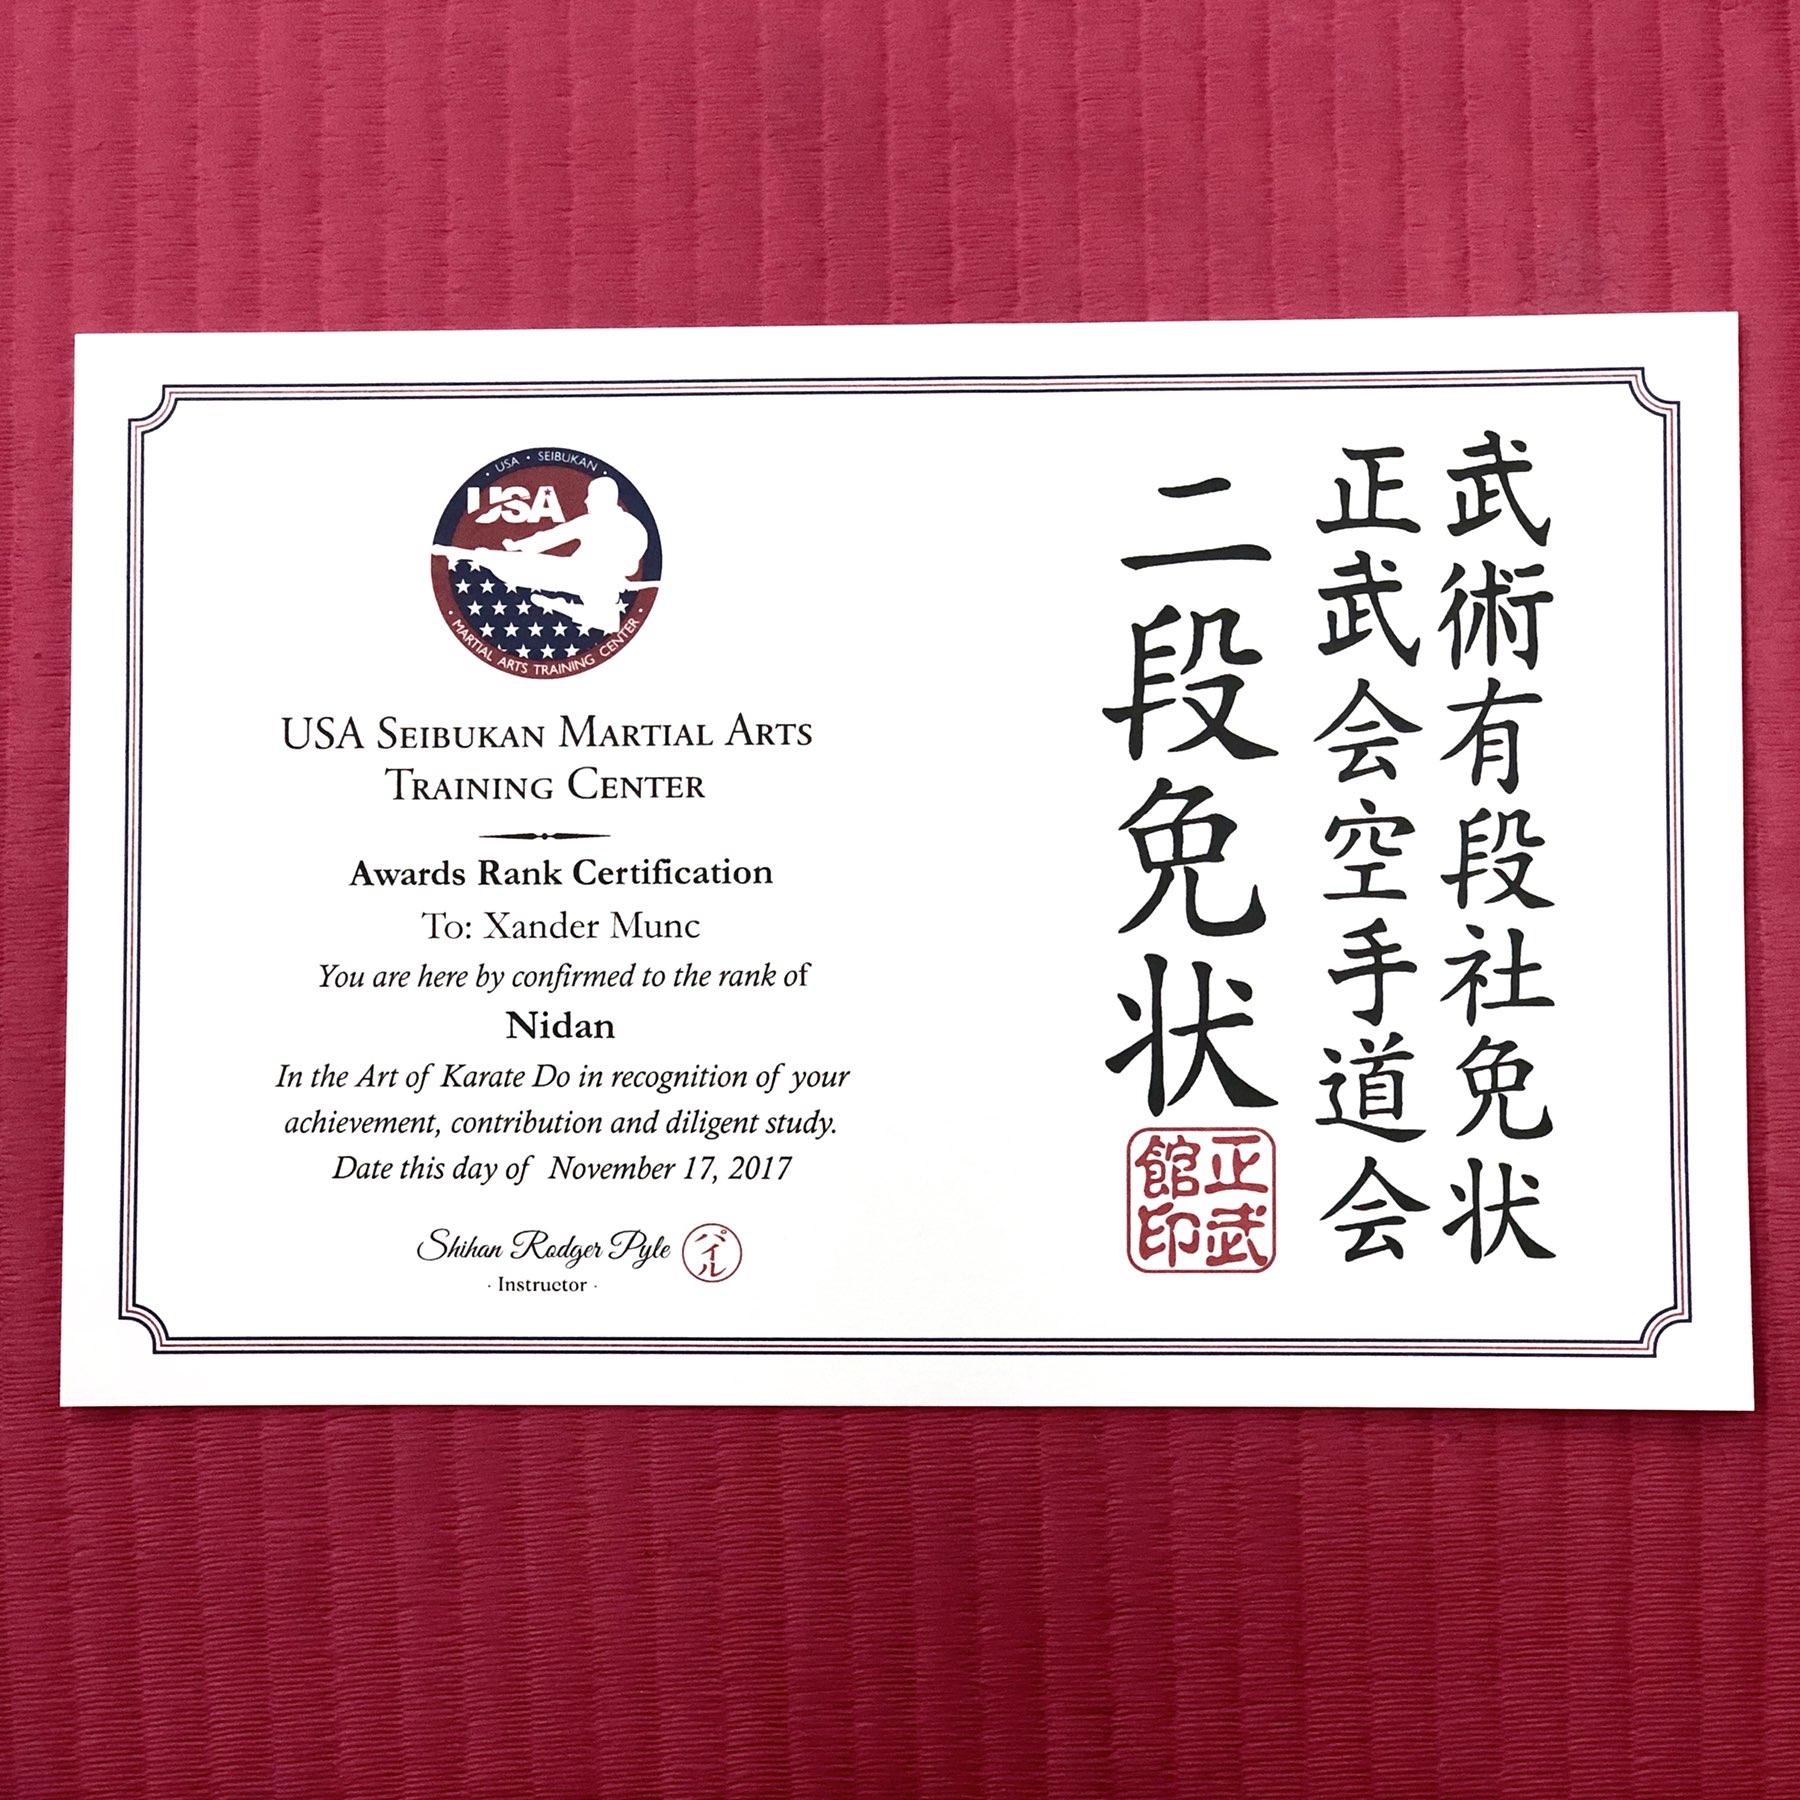 · USA · SEIBUKAN ·
USA
· MARTIAL ARTS TRAINING CENTER ·
USA SEIBUKAN MARTIAL ARTS
TRAINING CENTER
Awards Rank Certification
To: Xander Munc
You are here by confirmed to the rank of
Nidan
In the Art of Karate Do in recognition of your
achievement, contribution and diligent study.
Date this day of November 17, 2017
Shihan Rodger Pyle
パイル
· Instructor ·
武術有段社免状
正武会空手道会
二段免状
正武
館印